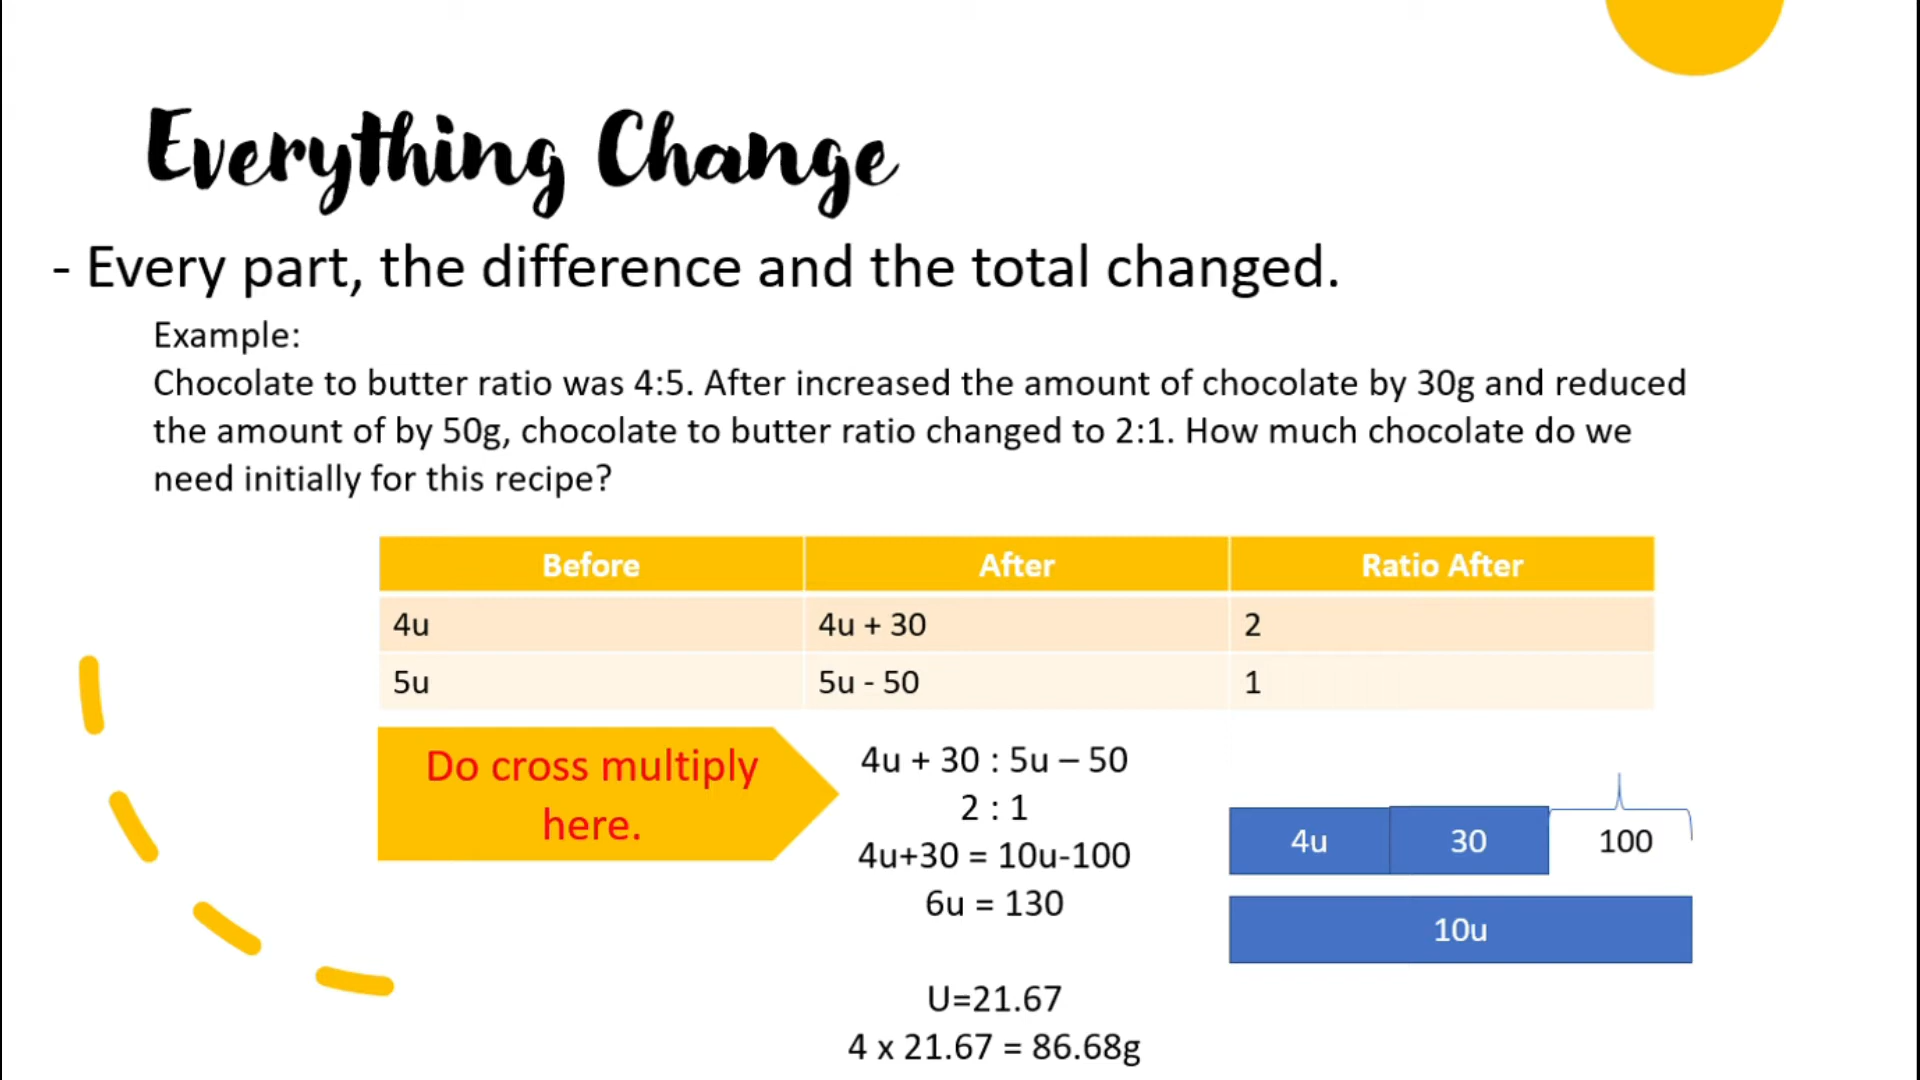 Everything Change
- Every part, the difference and the total changed.
Example:
Chocolate to butter ratio was 4:5. After increased the amount of chocolate by 30g and reduced
the amount of by 50g, chocolate to butter ratio changed to 2:1. How much chocolate do we
need initially for this recipe?
Before After Ratio After
4u 4u + 30 2
5u 5u - 50 1
Do cross multiply
here.
4u + 30 : 5u – 50
2 : 1
4u+30 = 10u-100
6u = 130
U=21.67
4 x 21.67 = 86.68g
4u 30 100
10u